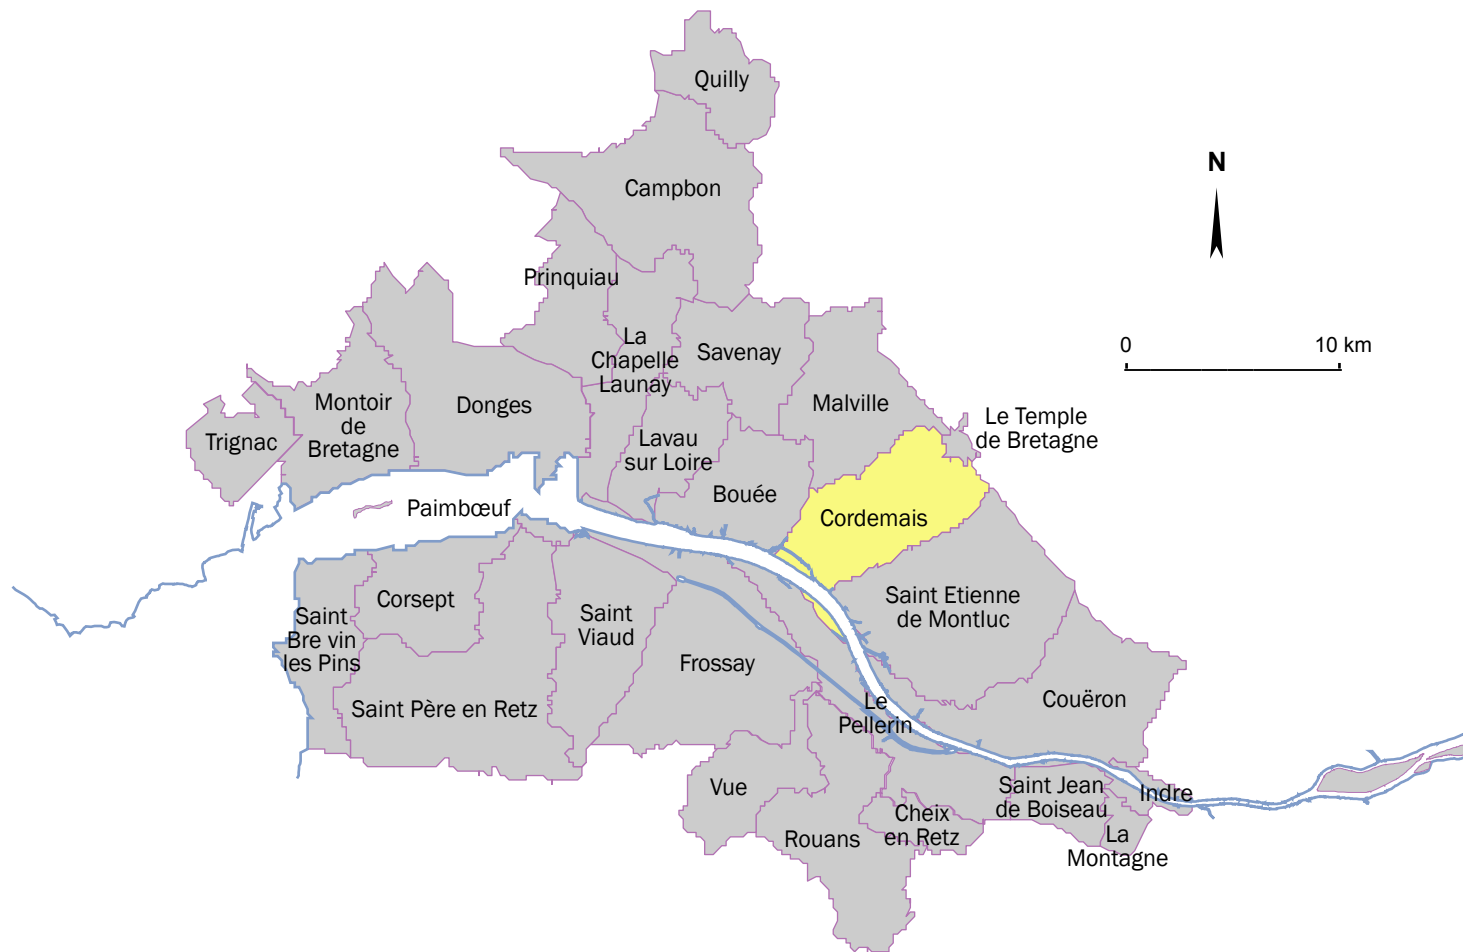 Quilly
N
Campbon
Prinquiau
0 10 km
La
Chapelle
Launay
Savenay
Montoir
de
Bretagne
Donges
Malville
Le Temple
de Bretagne
Trignac
Lavau
sur Loire
Bouée
Paimbœuf
Cordemais
Corsept
Saint Etienne
de Montluc
Saint
Bre vin
les Pins
Saint
Viaud
Frossay
Couëron
Saint Père en Retz
Le
Pellerin
Vue
Saint Jean
de Boiseau
Indre
Cheix
en Retz
Rouans
La
Montagne